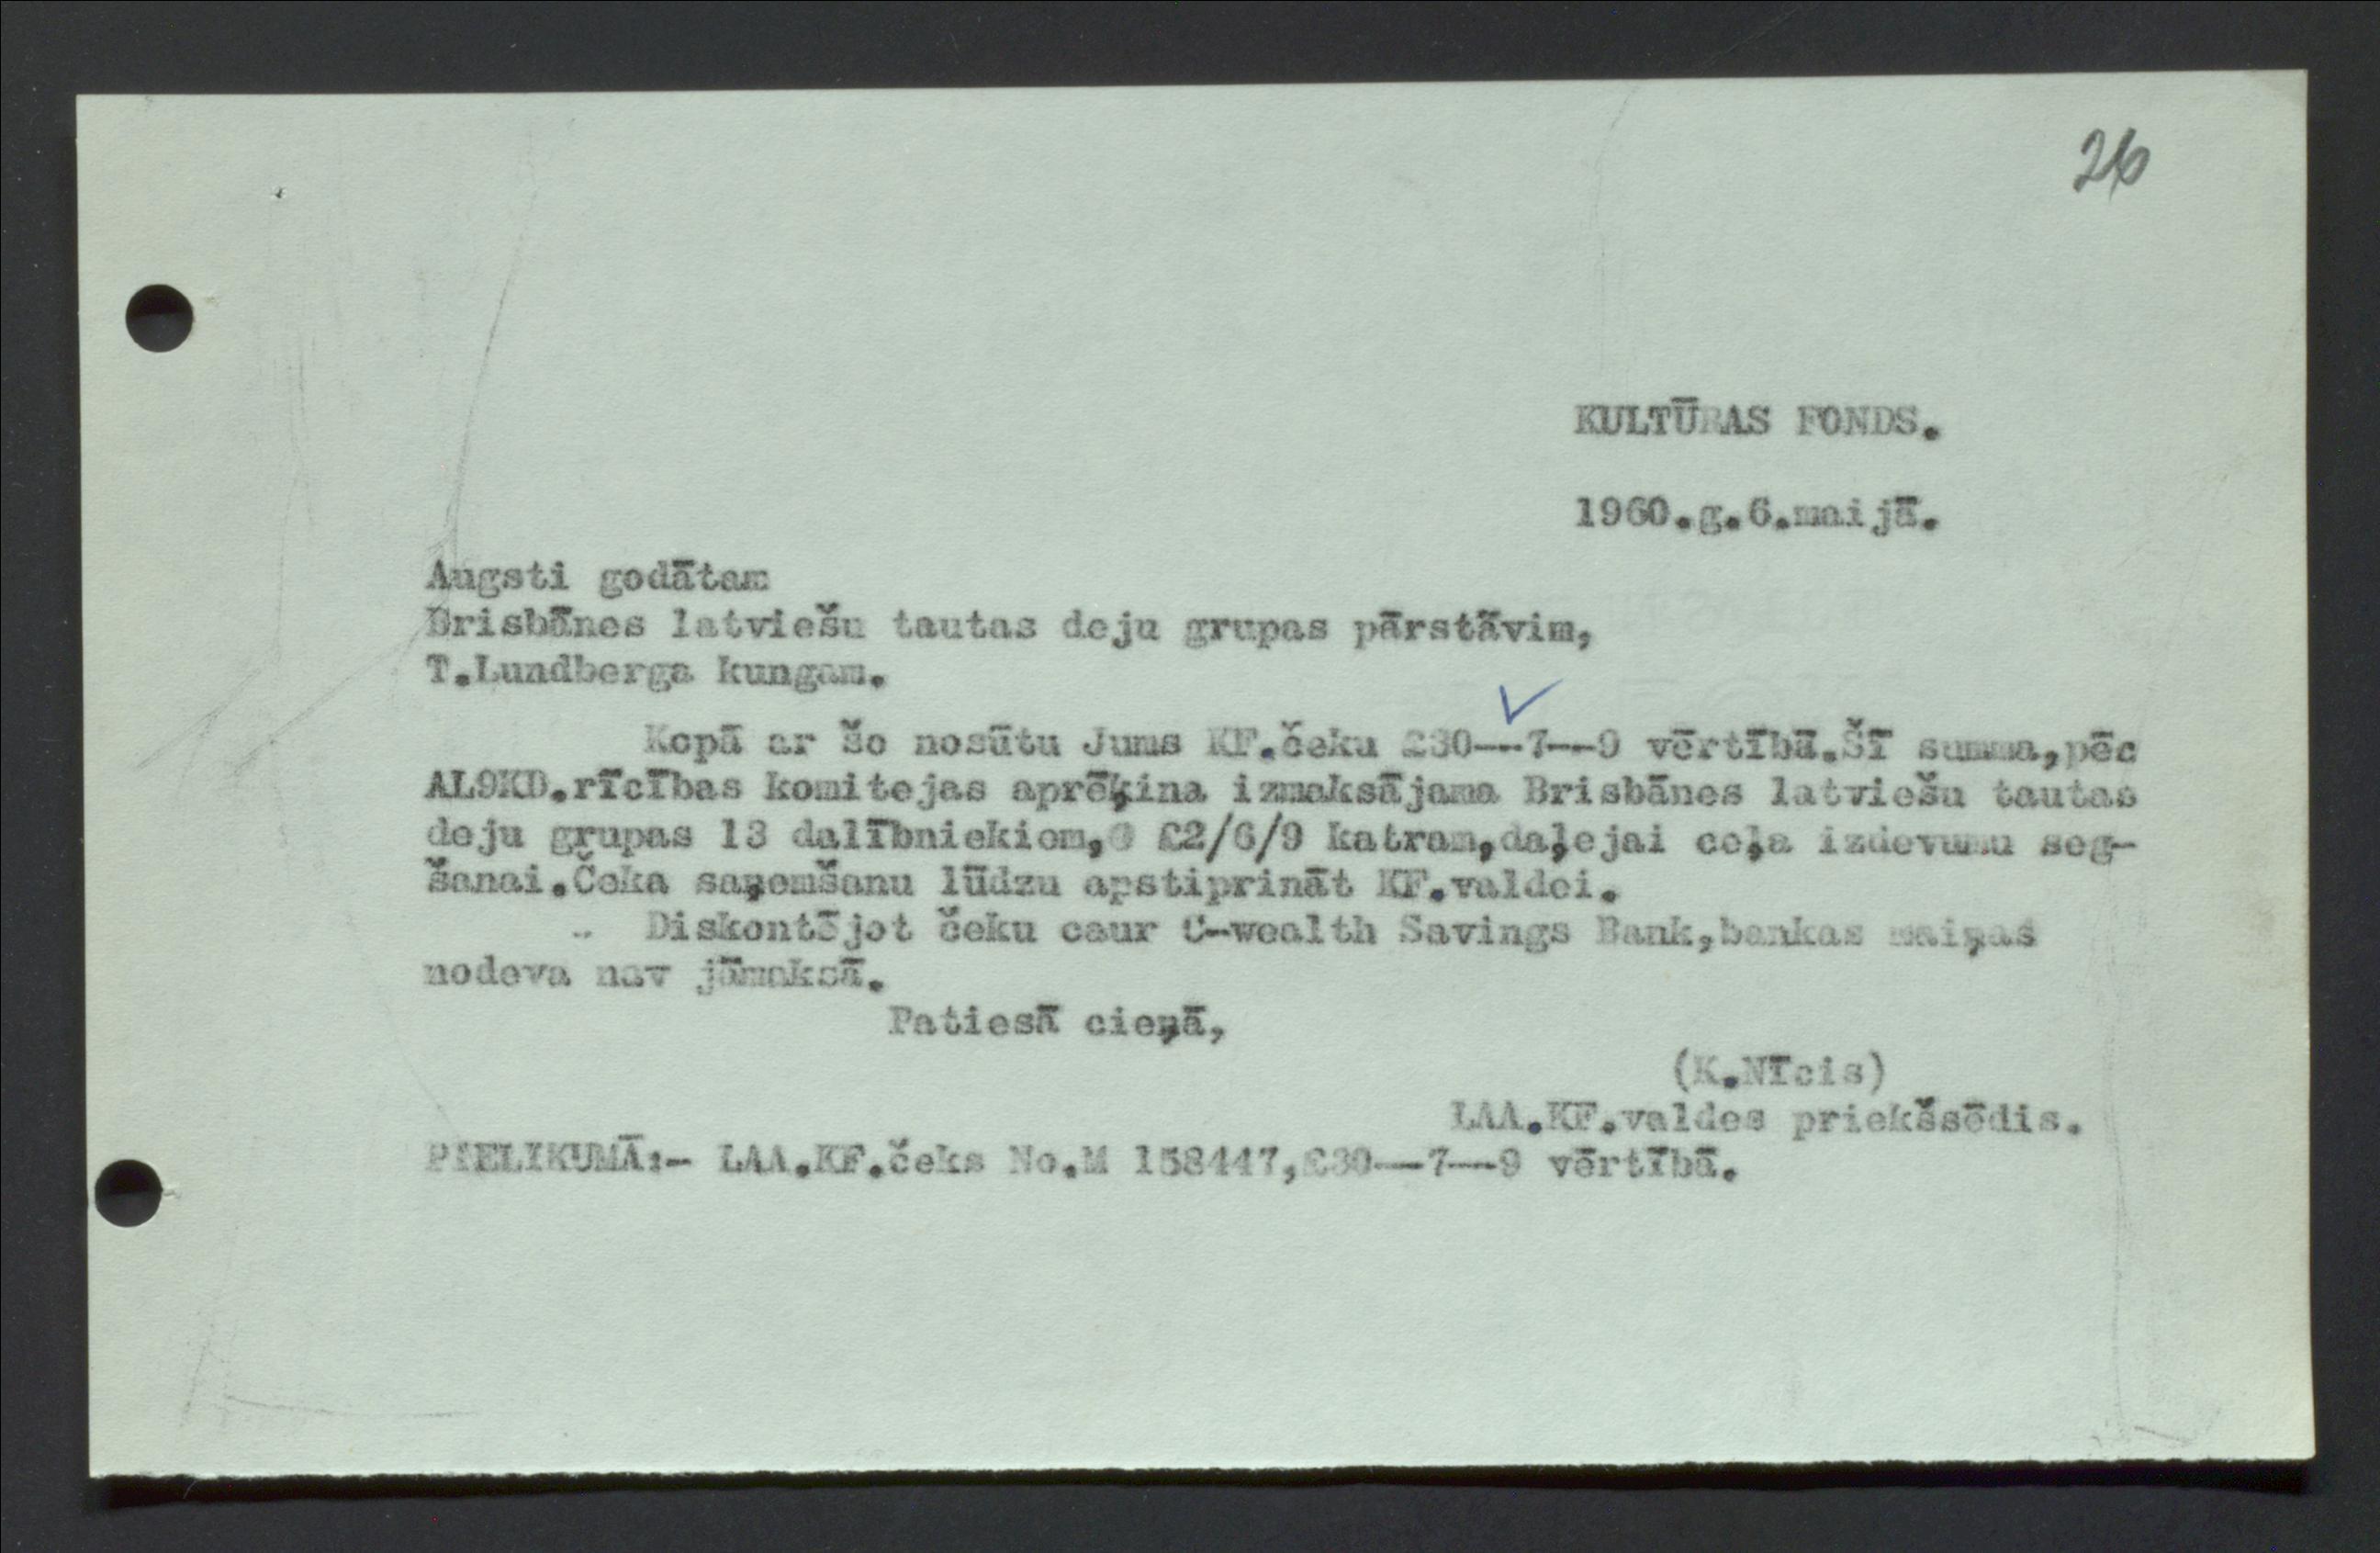 26
KULTŪRAS FONDS.
1960.g.6.maijā.
Augsti godātam
Brisbānes latviešu tautas deju grupas pārstāvim,
T.Lundberga kungam.
Kopā ar šo nosūtu Jums KF.čeku £30--7--9 vērtībā.Šī summa,pēc
AL9KD.rīcības komitejas aprēķina izmaksājama Brisbānes latviešu tautas
deju grupas 13 dalībniekiem,@ £2/6/9 katram,daļejai ceļa izdevumu seg-
šanai.Čeka saņemšanu lūdzu apstiprināt KF.valdei.
Diskontējot čeku caur C-wealth Savings Bank,bankas maiņas
nodeva nav jāmaksā.
Patiesā cieņā,
(K.Nīcis)
LAA.KF.valdes priekšsēdis.
PIELIKUMĀ:- LAA.KF.čeks No.M 158447,£30--7--9 vērtībā.